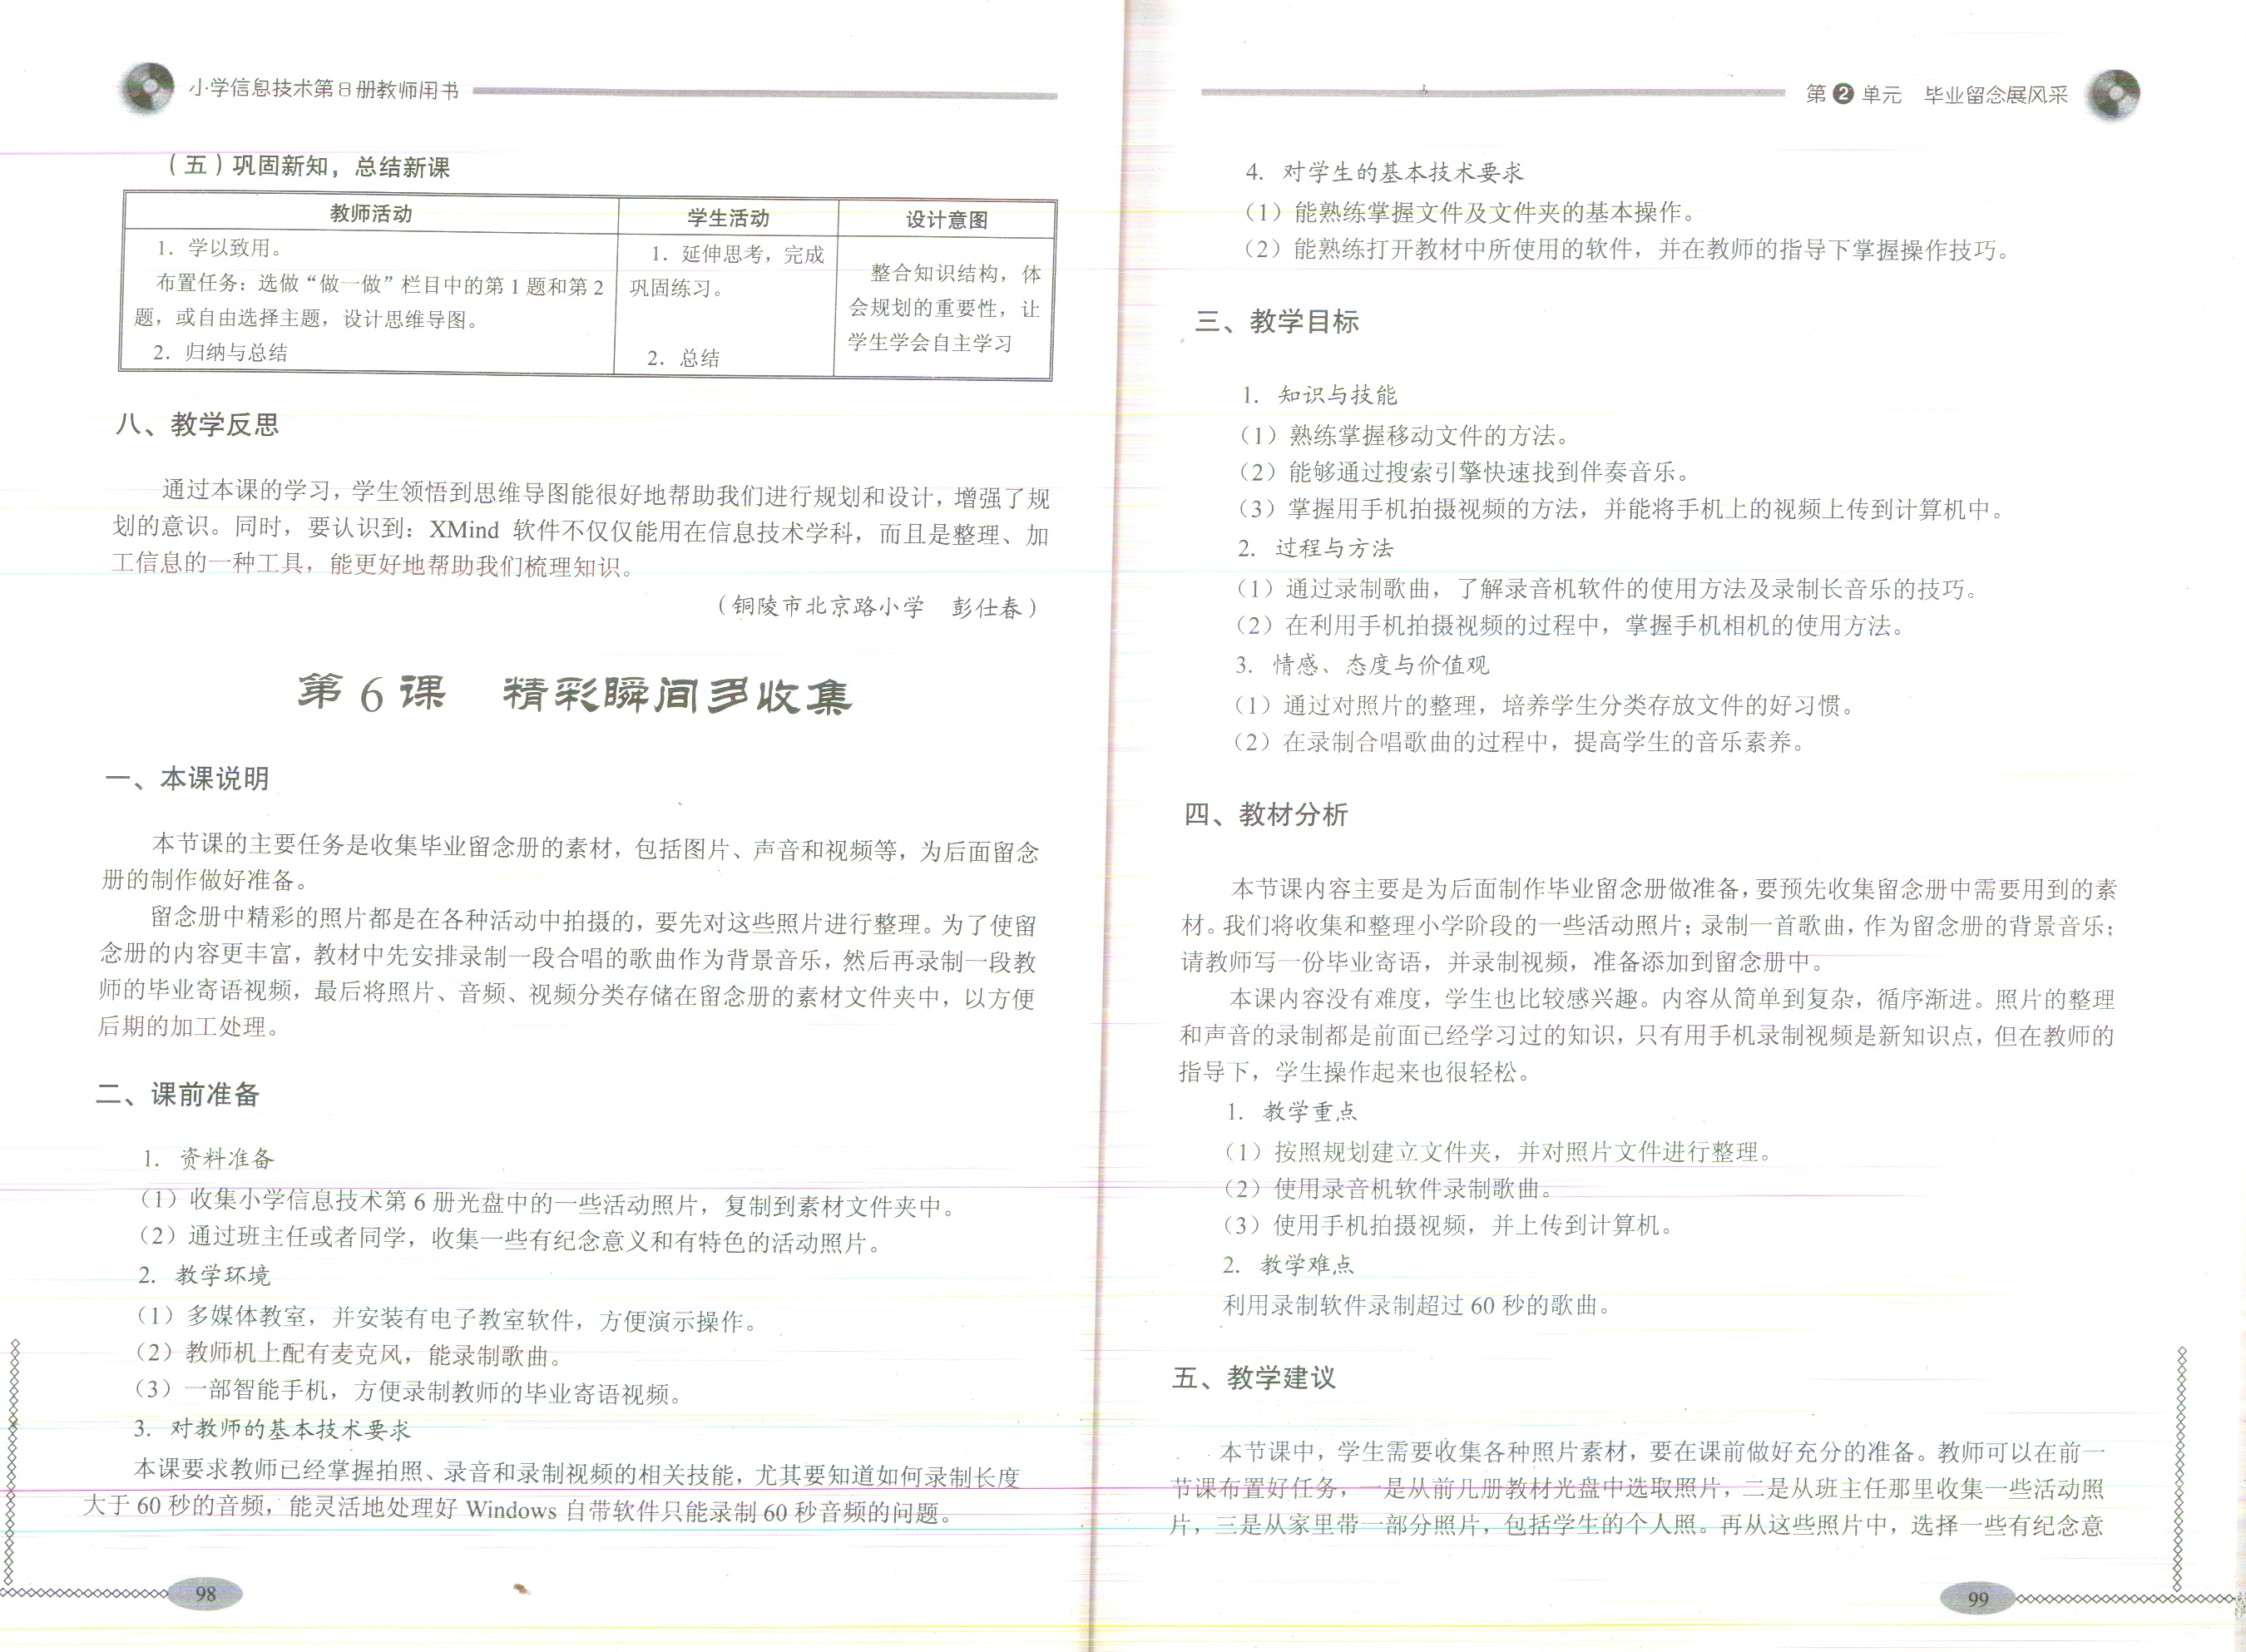 小学信息技术第8册教师用书
（五）巩固新知，总结新课
教师活动 学生活动 设计意图
1．学以致用。
布置任务：选做“做一做”栏目中的第1题和第2
题，或自由选择主题，设计思维导图。
2．归纳与总结
1．延伸思考，完成
巩固练习。
2．总结
整合知识结构，体
会规划的重要性，让
学生学会自主学习
八、教学反思
通过本课的学习，学生领悟到思维导图能很好地帮助我们进行规划和设计，增强了规
划的意识。同时，要认识到：XMind 软件不仅仅能用在信息技术学科，而且是整理、加
工信息的一种工具，能更好地帮助我们梳理知识。
（铜陵市北京路小学　彭仕春）
第6课　精彩瞬间多收集
一、本课说明
本节课的主要任务是收集毕业留念册的素材，包括图片、声音和视频等，为后面留念
册的制作做好准备。
留念册中精彩的照片都是在各种活动中拍摄的，要先对这些照片进行整理。为了使留
念册的内容更丰富，教材中先安排录制一段合唱的歌曲作为背景音乐，然后再录制一段教
师的毕业寄语视频，最后将照片、音频、视频分类存储在留念册的素材文件夹中，以方便
后期的加工处理。
二、课前准备
1．资料准备
（1）收集小学信息技术第6册光盘中的一些活动照片，复制到素材文件夹中。
（2）通过班主任或者同学，收集一些有纪念意义和有特色的活动照片。
2．教学环境
（1）多媒体教室，并安装有电子教室软件，方便演示操作。
（2）教师机上配有麦克风，能录制歌曲。
（3）一部智能手机，方便录制教师的毕业寄语视频。
3．对教师的基本技术要求
本课要求教师已经掌握拍照、录音和录制视频的相关技能，尤其要知道如何录制长度
大于60秒的音频，能灵活地处理好 Windows 自带软件只能录制60秒音频的问题。
98
第2单元　毕业留念展风采
4．对学生的基本技术要求
（1）能熟练掌握文件及文件夹的基本操作。
（2）能熟练打开教材中所使用的软件，并在教师的指导下掌握操作技巧。
三、教学目标
1．知识与技能
（1）熟练掌握移动文件的方法。
（2）能够通过搜索引擎快速找到伴奏音乐。
（3）掌握用手机拍摄视频的方法，并能将手机上的视频上传到计算机中。
2．过程与方法
（1）通过录制歌曲，了解录音机软件的使用方法及录制长音乐的技巧。
（2）在利用手机拍摄视频的过程中，掌握手机相机的使用方法。
3．情感、态度与价值观
（1）通过对照片的整理，培养学生分类存放文件的好习惯。
（2）在录制合唱歌曲的过程中，提高学生的音乐素养。
四、教材分析
本节课内容主要是为后面制作毕业留念册做准备，要预先收集留念册中需要用到的素
材。我们将收集和整理小学阶段的一些活动照片；录制一首歌曲，作为留念册的背景音乐；
请教师写一份毕业寄语，并录制视频，准备添加到留念册中。
本课内容没有难度，学生也比较感兴趣。内容从简单到复杂，循序渐进。照片的整理
和声音的录制都是前面已经学习过的知识，只有用手机录制视频是新知识点，但在教师的
指导下，学生操作起来也很轻松。
1．教学重点
（1）按照规划建立文件夹，并对照片文件进行整理。
（2）使用录音机软件录制歌曲。
（3）使用手机拍摄视频，并上传到计算机。
2．教学难点
利用录制软件录制超过60秒的歌曲。
五、教学建议
本节课中，学生需要收集各种照片素材，要在课前做好充分的准备。教师可以在前一
节课布置好任务，一是从前几册教材光盘中选取照片，二是从班主任那里收集一些活动照
片，三是从家里带一部分照片，包括学生的个人照。再从这些照片中，选择一些有纪念意
99